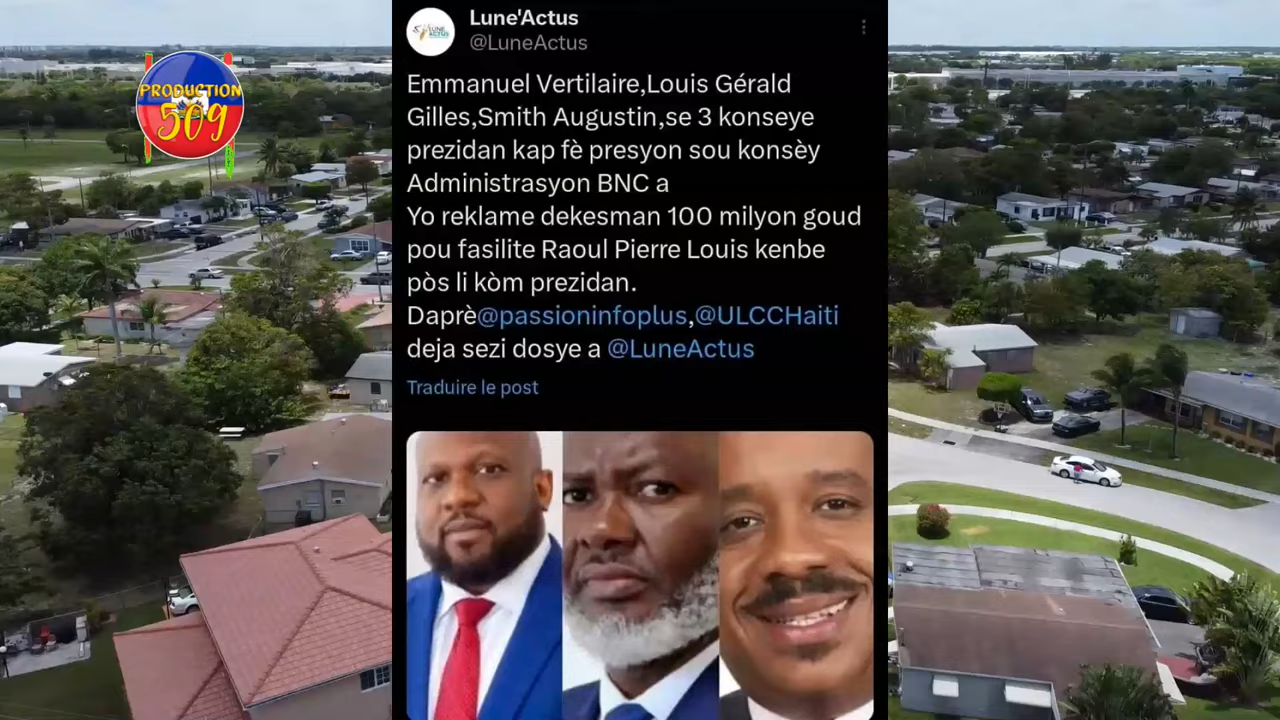 PRODUCTION
509
Lune'Actus
@LuneActus
Emmanuel Vertilaire,Louis Gérald
Gilles,Smith Augustin,se 3 konseye
prezidan kap fè presyon sou konsèy
Administrasyon BNC a
Yo reklame dekesman 100 milyon goud
pou fasilite Raoul Pierre Louis kenbe
pòs li kòm prezidan.
Daprè@passioninfoplus,@ULCCHaiti
deja sezi dosye a @LuneActus
Traduire le post